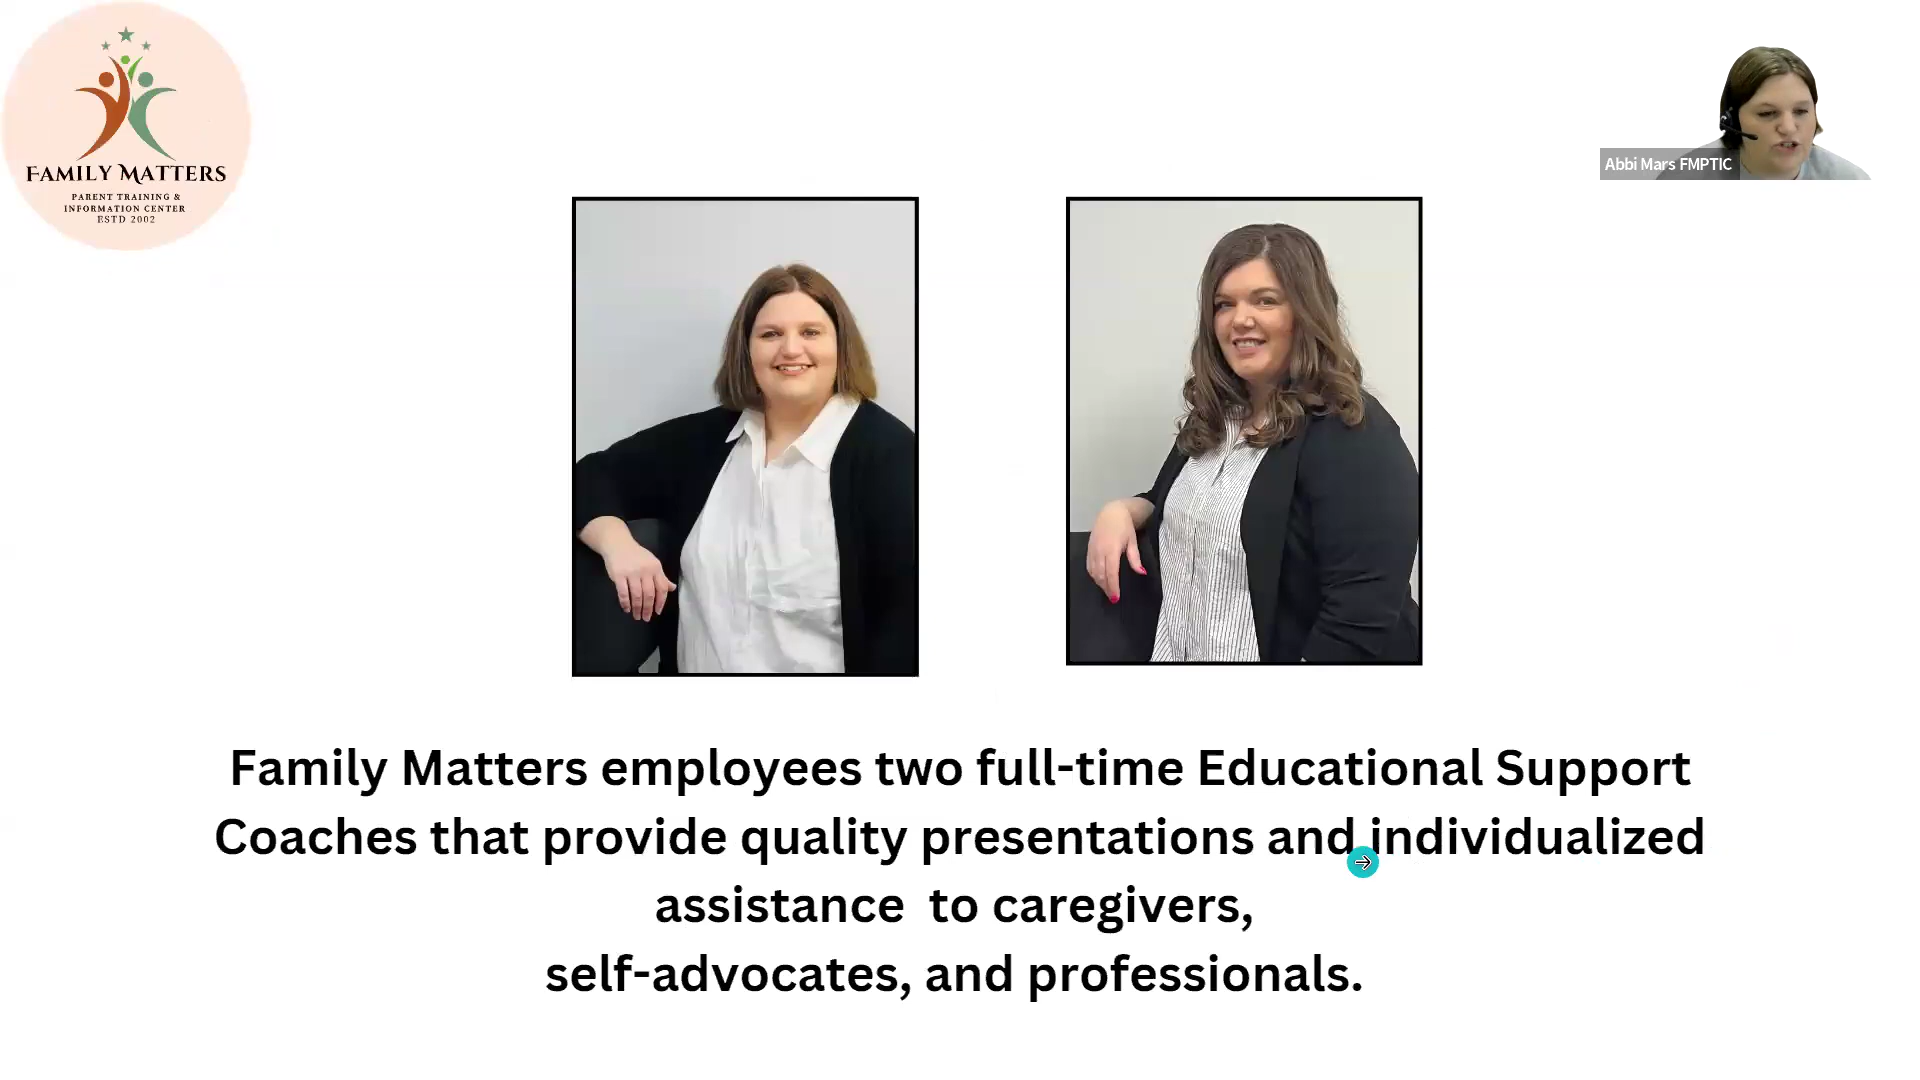 FAMILY MATTERS
PARENT TRAINING &
INFORMATION CENTER
ESTD 2002
Abbi Mars FMPTIC
Family Matters employees two full-time Educational Support
Coaches that provide quality presentations and individualized
assistance  to caregivers,
self-advocates, and professionals.